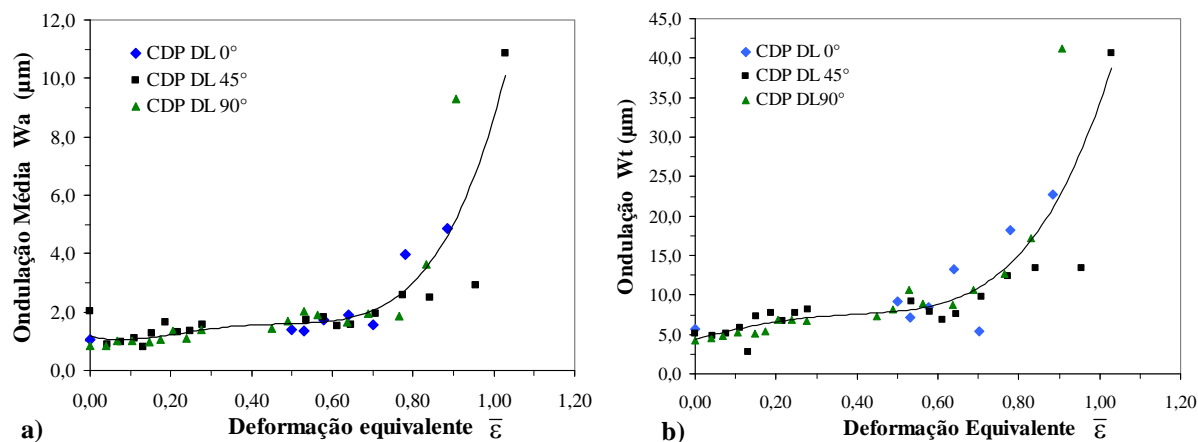 a)
Ondulação Média Wa (µm)
12,0
10,0
8,0
6,0
4,0
2,0
0,0
CDP DL 0°
CDP DL 45°
CDP DL 90°
0,00 0,20 0,40 0,60 0,80 1,00 1,20
Deformação equivalente ε̅
b)
Ondulação Wt (µm)
45,0
40,0
35,0
30,0
25,0
20,0
15,0
10,0
5,0
0,0
CDP DL 0°
CDP DL 45°
CDP DL90°
0,00 0,20 0,40 0,60 0,80 1,00 1,20
Deformação Equivalente ε̅